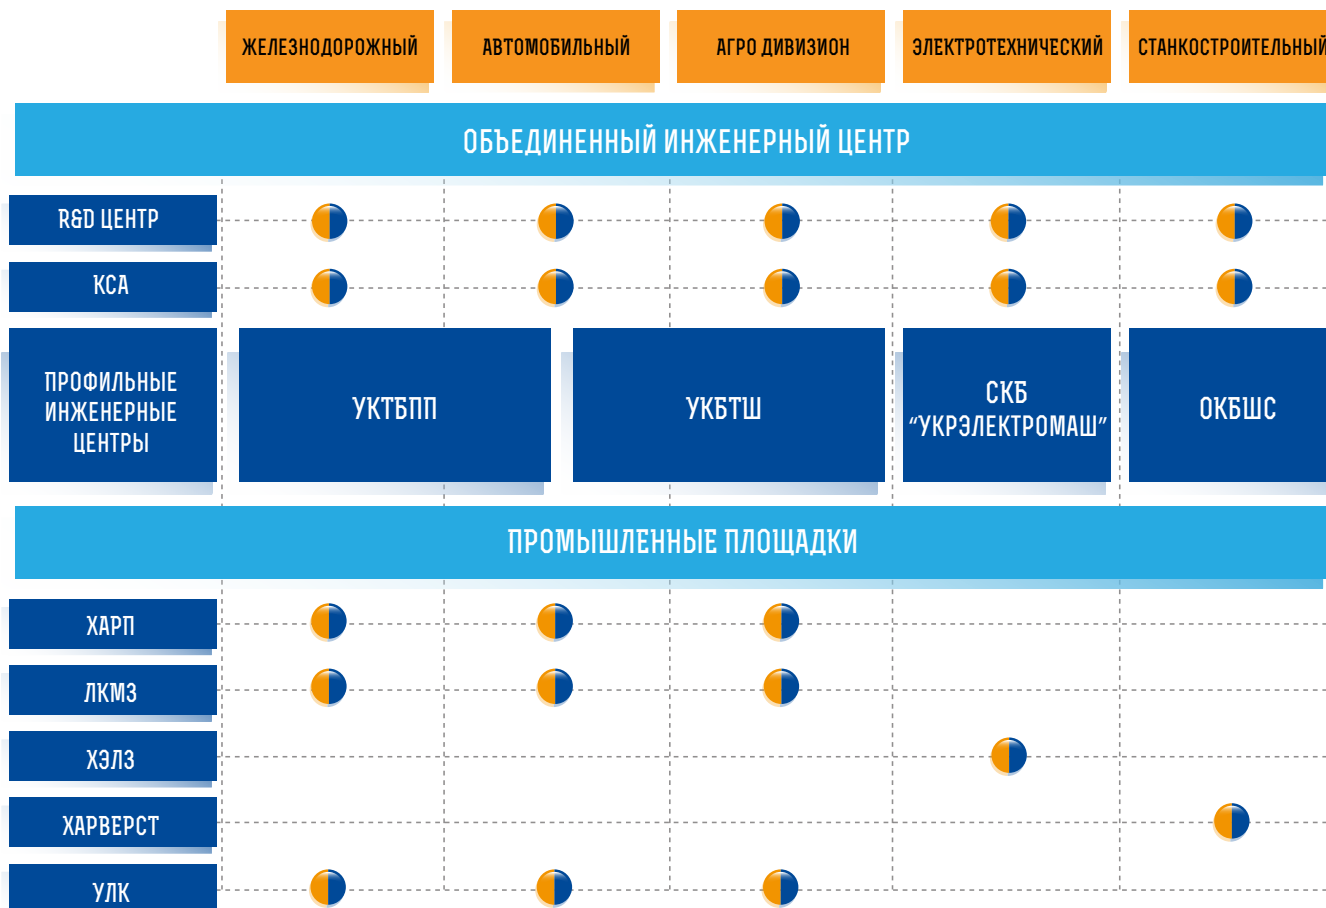 ЖЕЛЕЗНОДОРОЖНЫЙ
АВТОМОБИЛЬНЫЙ
АГРО ДИВИЗИОН
ЭЛЕКТРОТЕХНИЧЕСКИЙ
СТАНКОСТРОИТЕЛЬНЫЙ
ОБЪЕДИНЕННЫЙ ИНЖЕНЕРНЫЙ ЦЕНТР
R&D ЦЕНТР
КСА
ПРОФИЛЬНЫЕ
ИНЖЕНЕРНЫЕ
ЦЕНТРЫ
УКТБПП
УКБТШ
СКБ
“УКРЭЛЕКТРОМАШ”
ОКБШС
ПРОМЫШЛЕННЫЕ ПЛОЩАДКИ
ХАРП
ЛКМЗ
ХЭЛЗ
ХАРВЕРСТ
УЛК